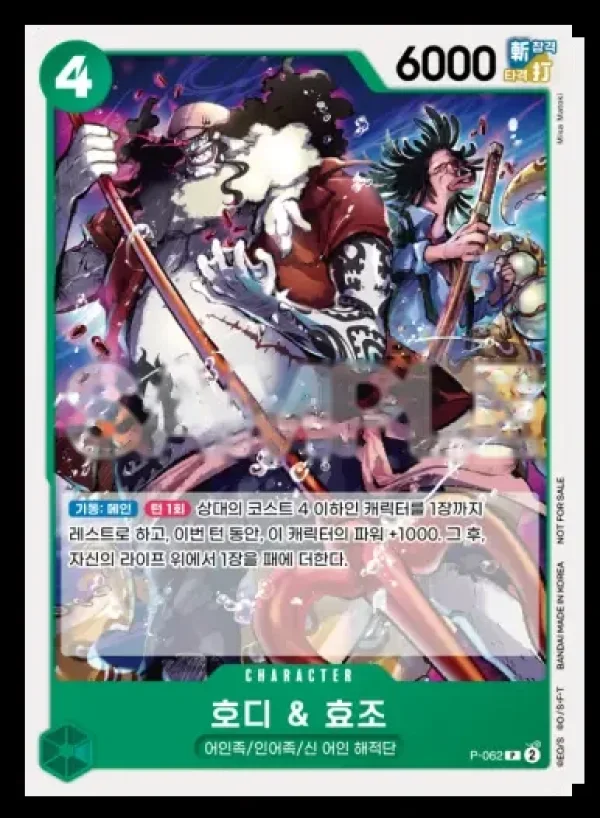 4
6000
斬 참격
타격 打
Misa Matoki
SAMPLE
기동: 메인 턴 1회 상대의 코스트 4 이하인 캐릭터를 1장까지
레스트로 하고, 이번 턴 동안, 이 캐릭터의 파워 +1000. 그 후,
자신의 라이프 위에서 1장을 패에 더한다.
CHARACTER
호디 & 효조
어인족/인어족/신 어인 해적단
P-062 P 2
©EO/S ©O/S·F·T BANDAI MADE IN KOREA NOT FOR SALE